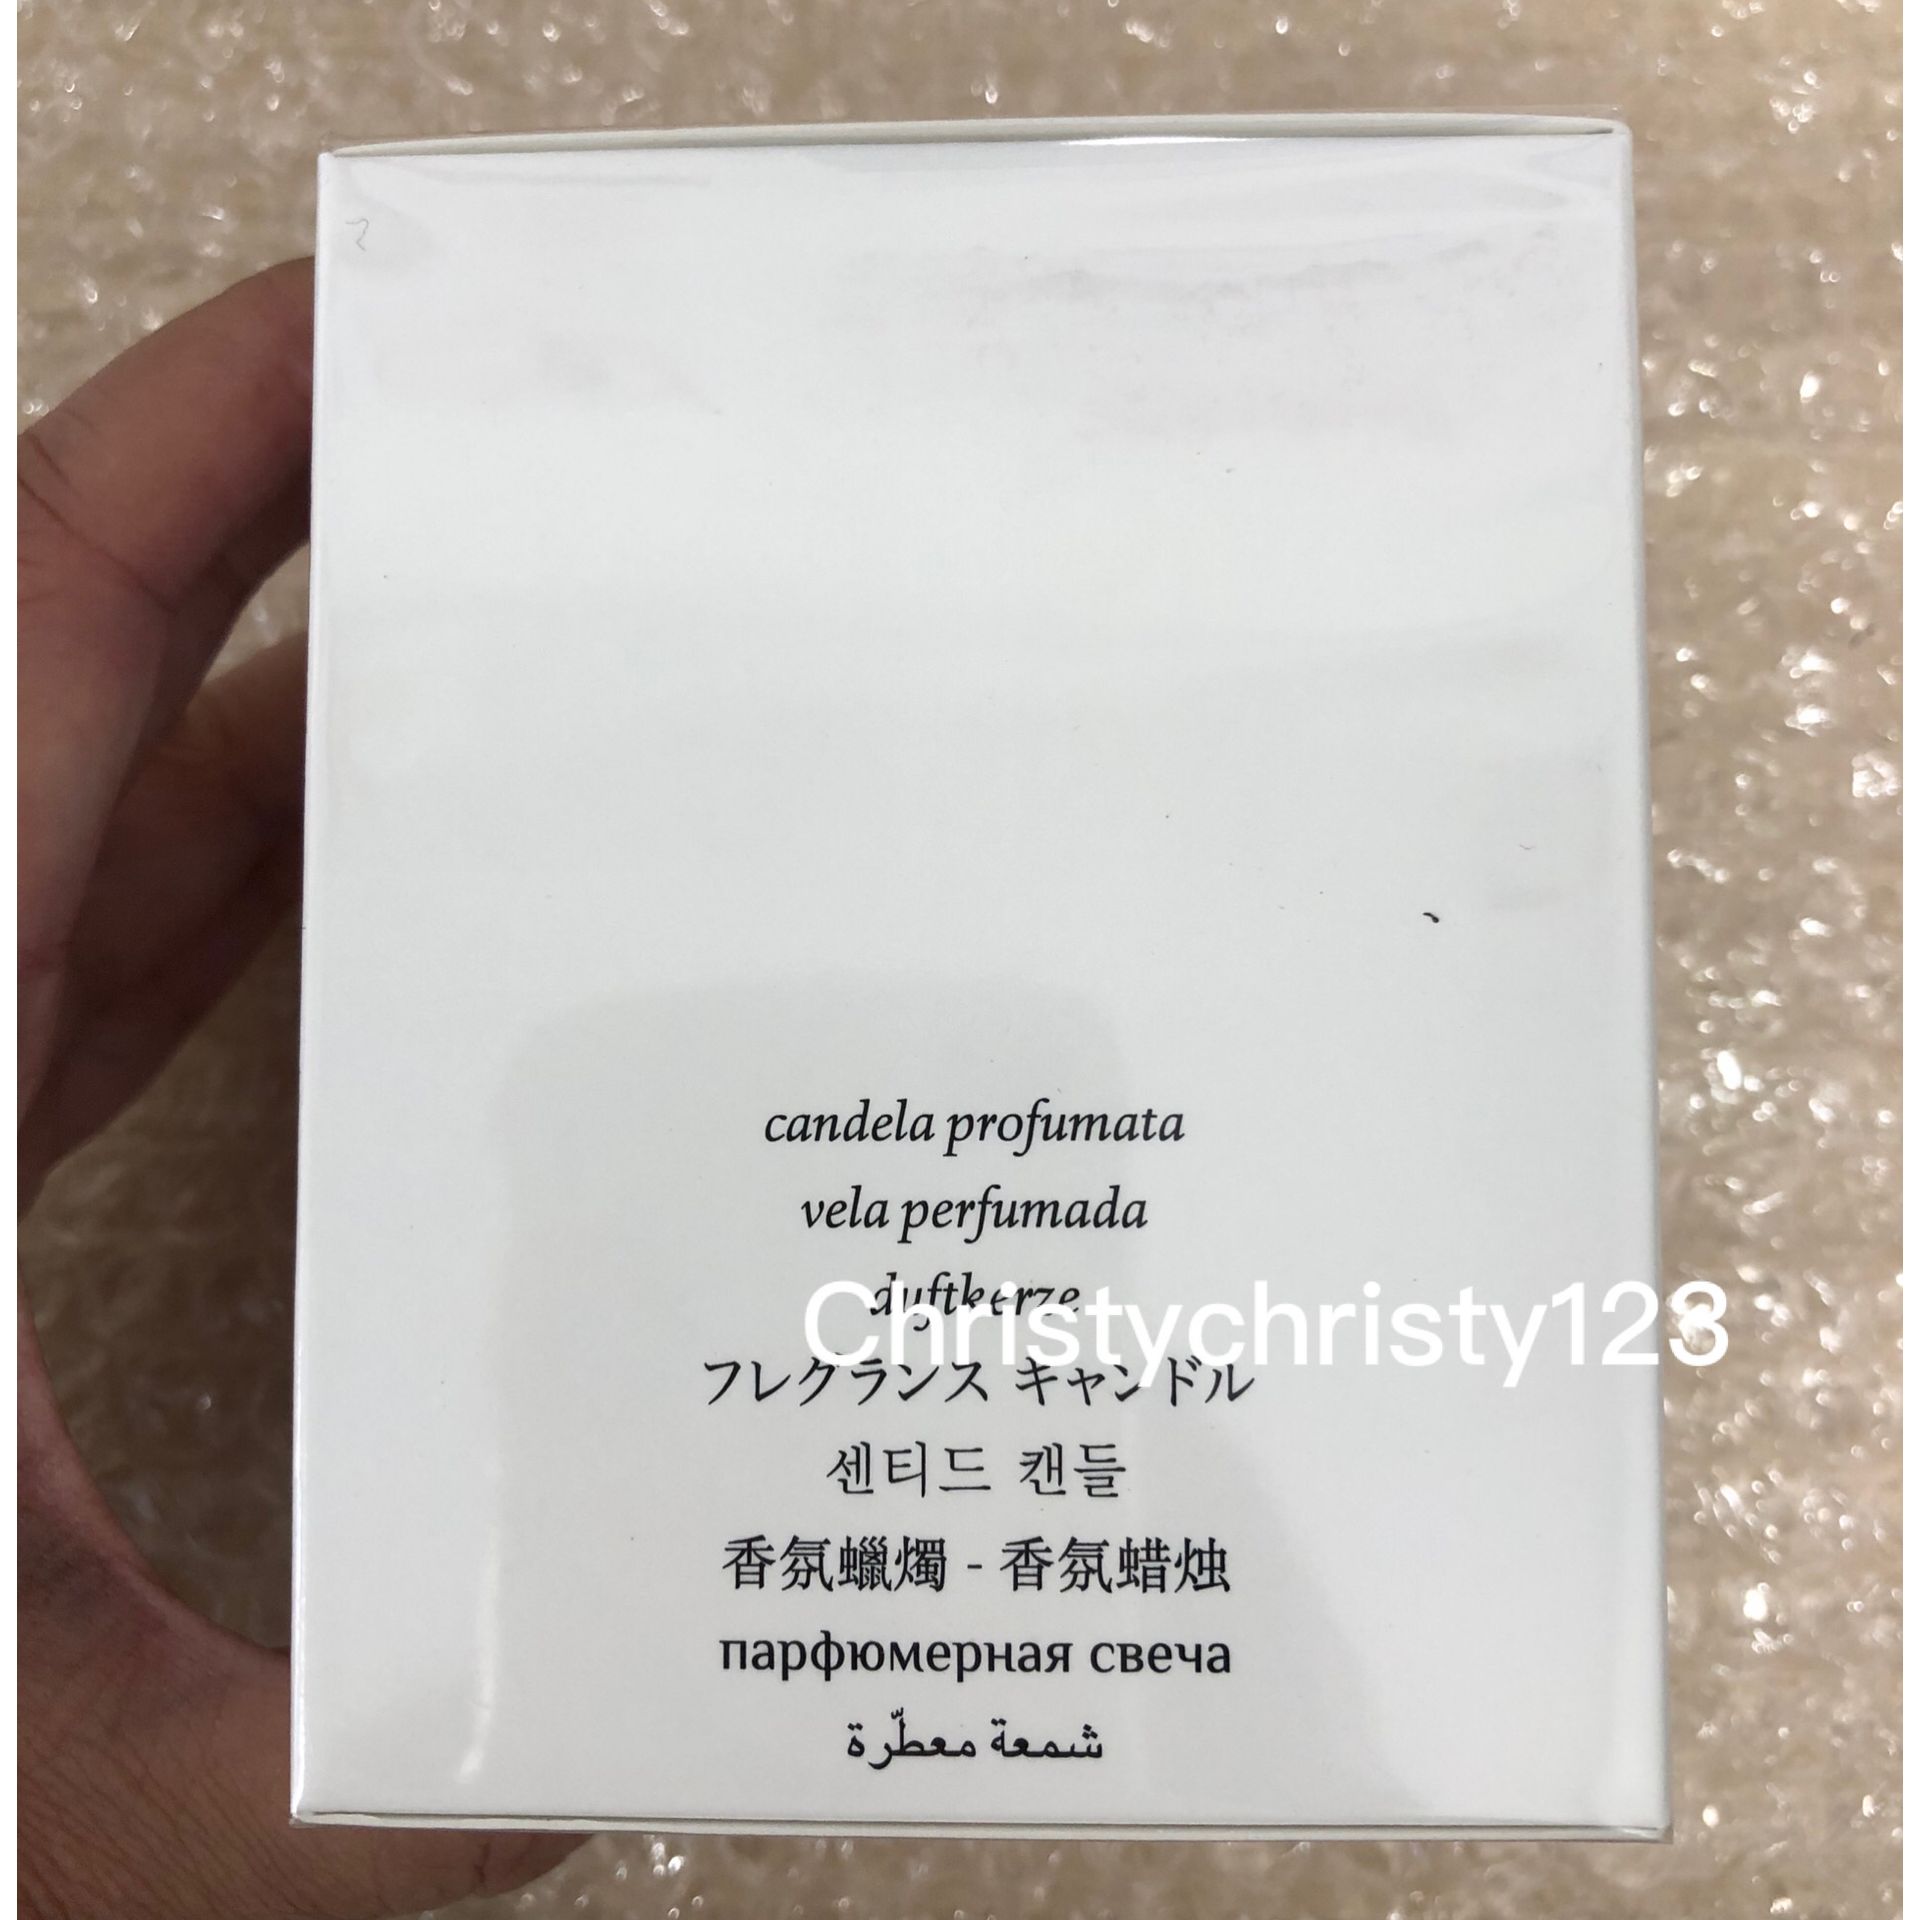 candela profumata
vela perfumada
duftkerze
Christychristy123
フレグランス キャンドル
센티드 캔들
香氛蠟燭 - 香氛蜡烛
парфюмерная свеча
شمعة معطّرة